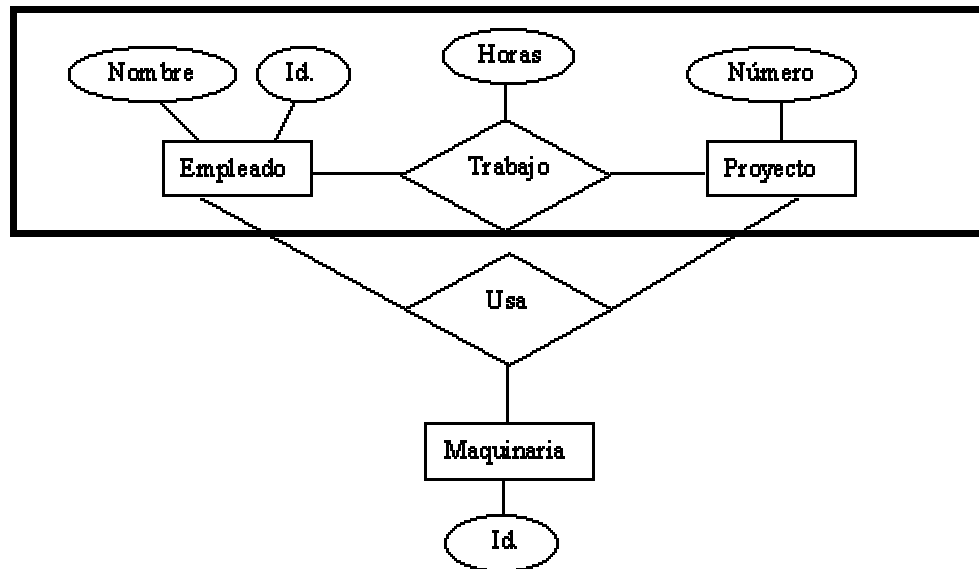 Nombre
Id.
Horas
Número
Empleado
Trabajo
Proyecto
Usa
Maquinaria
Id.